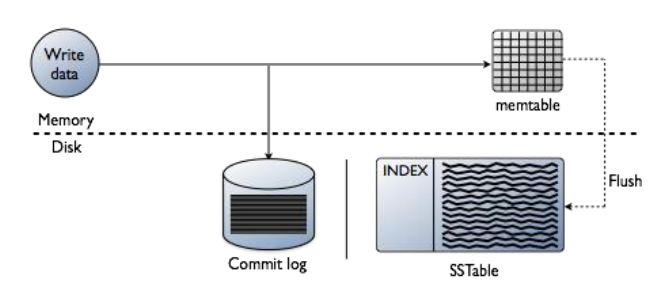 Write
data
memtable
Memory
Disk
INDEX
Flush
Commit log
SSTable